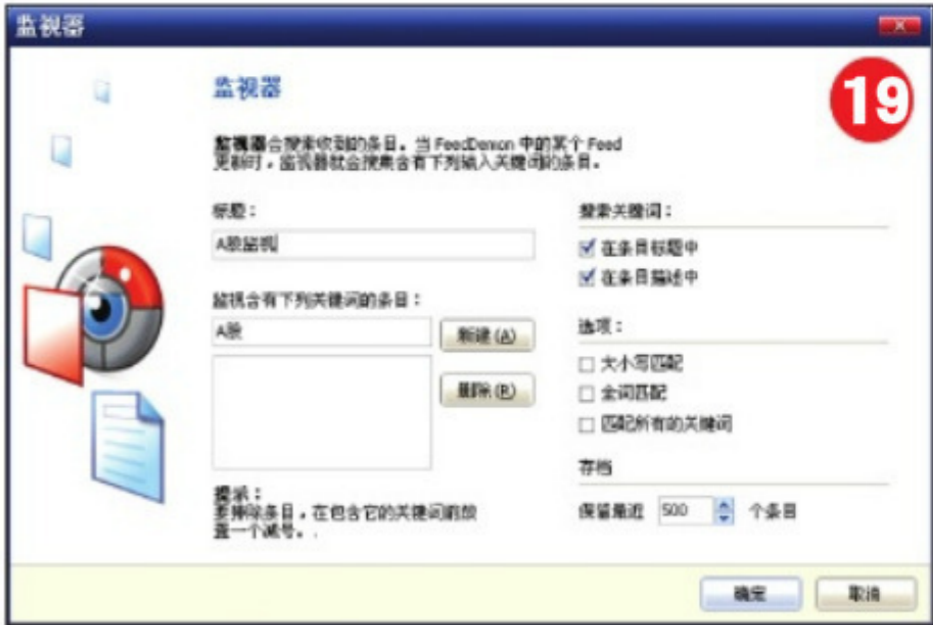 监视器
19
监视器
监视器会搜索收到的条目。当 FeedDemon 中的某个 Feed
更新时，监视器就会搜集含有下列输入关键词的条目。
标题：
A股监视
监视含有下列关键词的条目：
A股
新建(A)
删除(R)
提示：
要排除条目，在包含它的关键词前放
置一个减号。.
搜索关键词：
在条目标题中
在条目描述中
选项：
大小写匹配
全词匹配
匹配所有的关键词
存档
保留最近 500 个条目
确定
取消